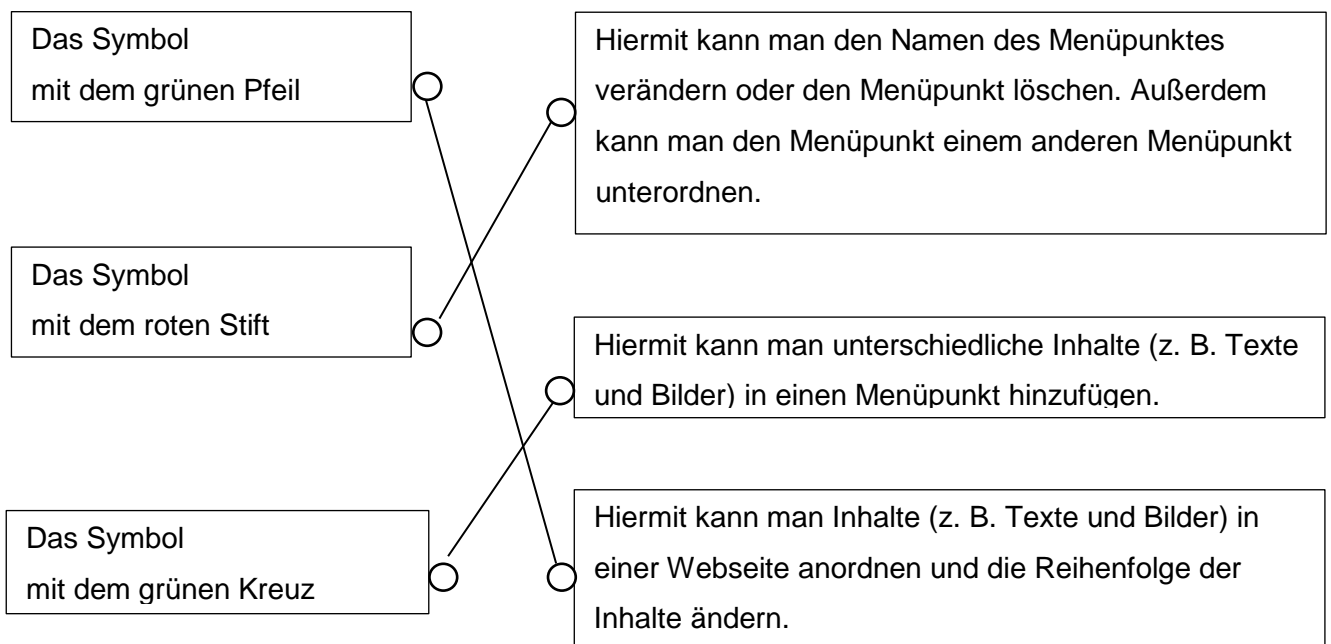 Das Symbol
mit dem grünen Pfeil
Hiermit kann man den Namen des Menüpunktes
verändern oder den Menüpunkt löschen. Außerdem
kann man den Menüpunkt einem anderen Menüpunkt
unterordnen.
Das Symbol
mit dem roten Stift
Hiermit kann man unterschiedliche Inhalte (z. B. Texte
und Bilder) in einen Menüpunkt hinzufügen.
Das Symbol
mit dem grünen Kreuz
Hiermit kann man Inhalte (z. B. Texte und Bilder) in
einer Webseite anordnen und die Reihenfolge der
Inhalte ändern.